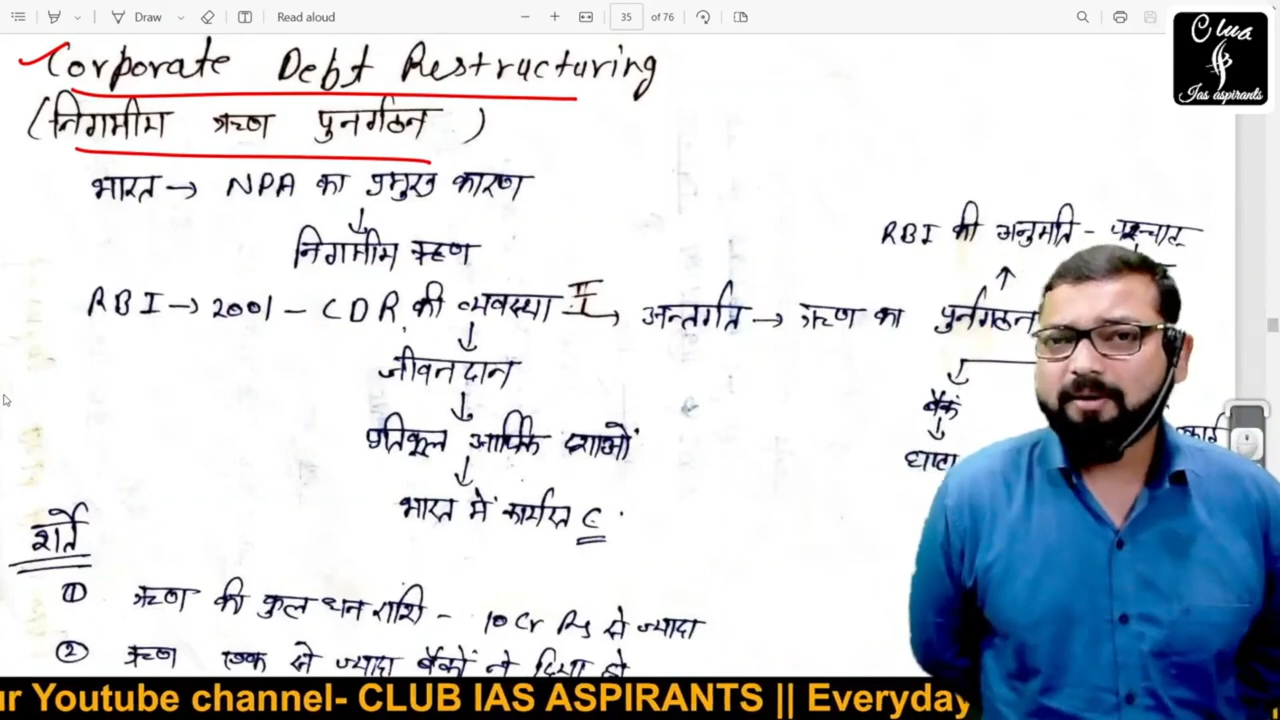 Draw
Read aloud
35 of 76
Clua
Ias aspirants
Corporate Debt Restructuring
(निगमीय ऋण पुनर्गठन)
भारत → NPA का प्रमुख कारण
↓
निगमीय ऋण
RBI → 2001 - CDR की व्यवस्था → अन्तर्गत → ऋण का पुर्नगठन
RBI की अनुमति - पश्चात
↓
जीवनदान
↓
प्रतिकूल आर्थिक दशाओं
↓
भारत में कार्यरत C
बैंक
↓
घाटा
शर्ते
① ऋण की कुल धनराशि - 10 Cr Rs से ज्यादा
② ऋण एक से ज्यादा बैंकों ने दिया हो
ur Youtube channel- CLUB IAS ASPIRANTS || Everyday